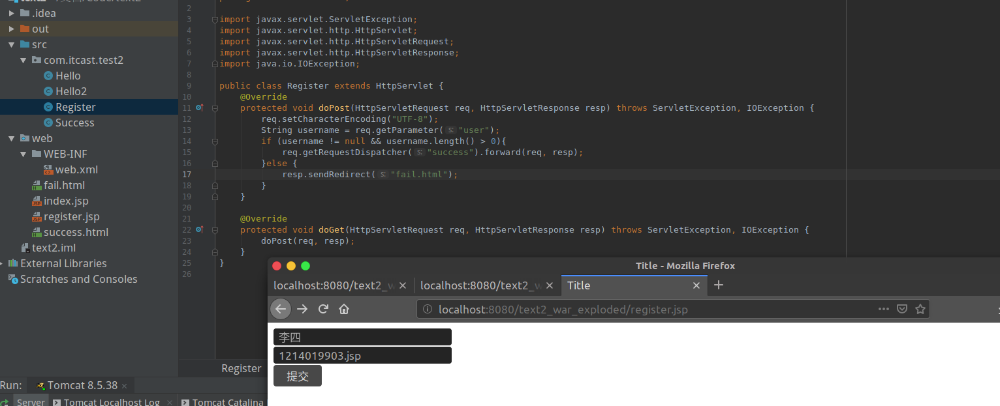 .idea
out
src
com.itcast.test2
Hello
Hello2
Register
Success
web
WEB-INF
web.xml
fail.html
index.jsp
register.jsp
success.html
text2.iml
External Libraries
Scratches and Consoles
2
3 import javax.servlet.ServletException;
4 import javax.servlet.http.HttpServlet;
5 import javax.servlet.http.HttpServletRequest;
6 import javax.servlet.http.HttpServletResponse;
7 import java.io.IOException;
8
9 public class Register extends HttpServlet {
10 @Override
11 protected void doPost(HttpServletRequest req, HttpServletResponse resp) throws ServletException, IOException {
12 req.setCharacterEncoding("UTF-8");
13 String username = req.getParameter( s: "user");
14 if (username != null && username.length() > 0){
15 req.getRequestDispatcher( s: "success").forward(req, resp);
16 }else {
17 resp.sendRedirect( s: "fail.html");
18 }
19 }
20
21 @Override
22 protected void doGet(HttpServletRequest req, HttpServletResponse resp) throws ServletException, IOException {
23 doPost(req, resp);
24 }
25 }
26
Register
Title - Mozilla Firefox
localhost:8080/text2_w
localhost:8080/text2_w
Title
localhost:8080/text2_war_exploded/register.jsp
李四
1214019903.jsp
提交
Run: Tomcat 8.5.38
Server Tomcat Localhost Log Tomcat Catalina